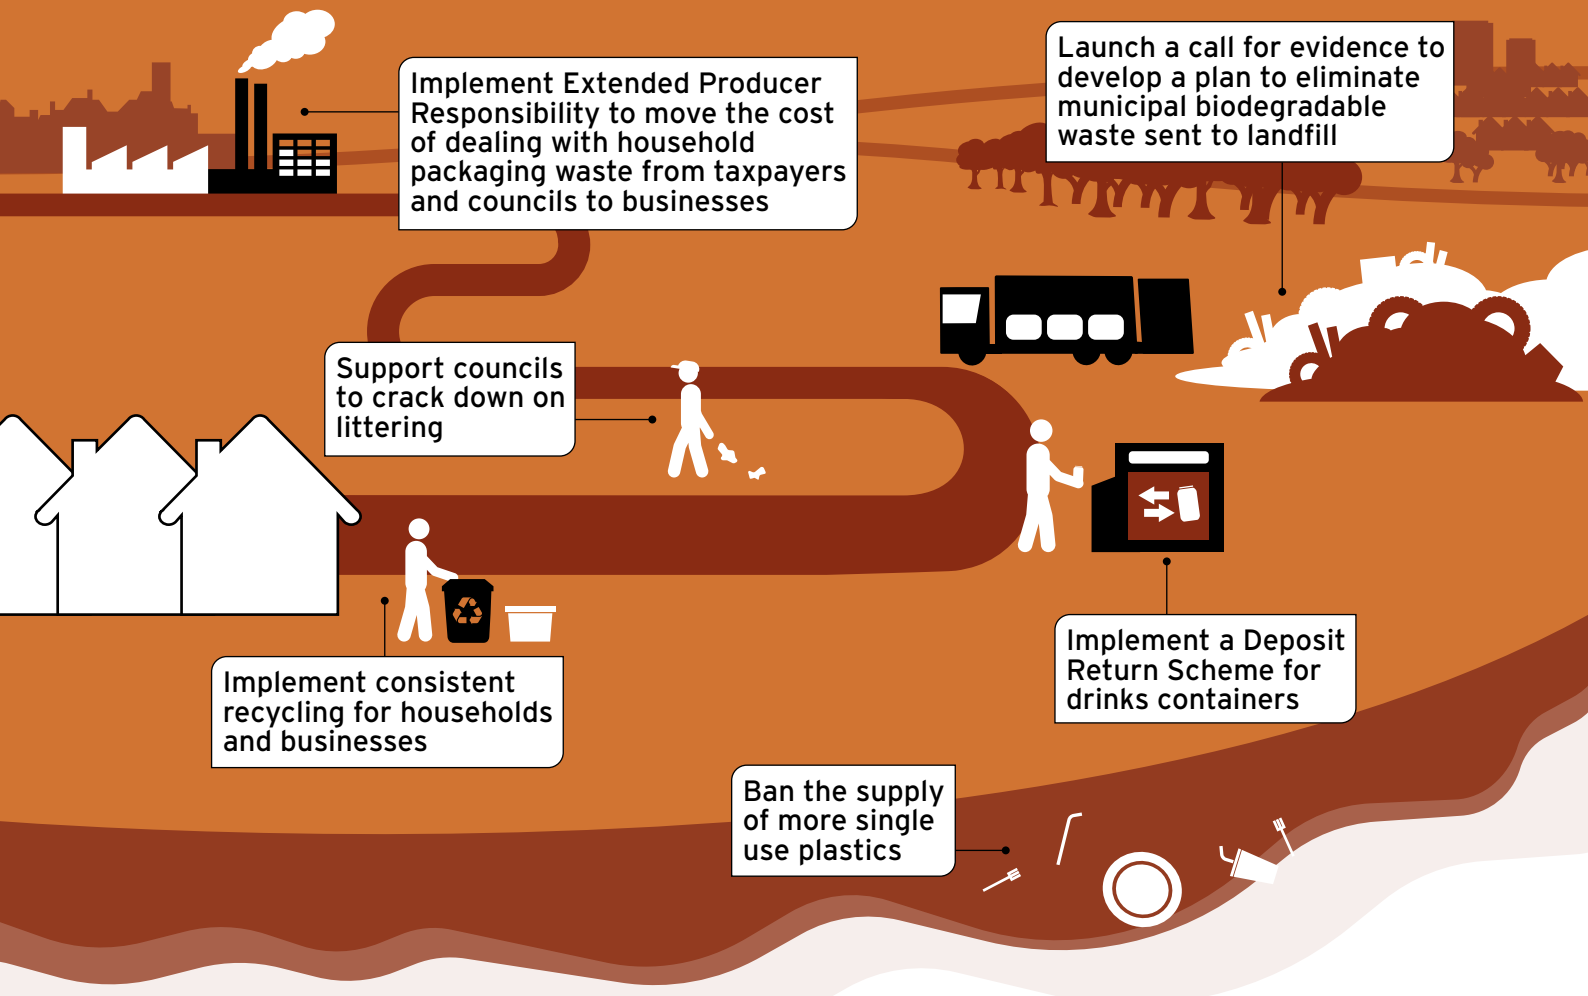 Implement Extended Producer
Responsibility to move the cost
of dealing with household
packaging waste from taxpayers
and councils to businesses
Launch a call for evidence to
develop a plan to eliminate
municipal biodegradable
waste sent to landfill
Support councils
to crack down on
littering
Implement consistent
recycling for households
and businesses
Implement a Deposit
Return Scheme for
drinks containers
Ban the supply
of more single
use plastics